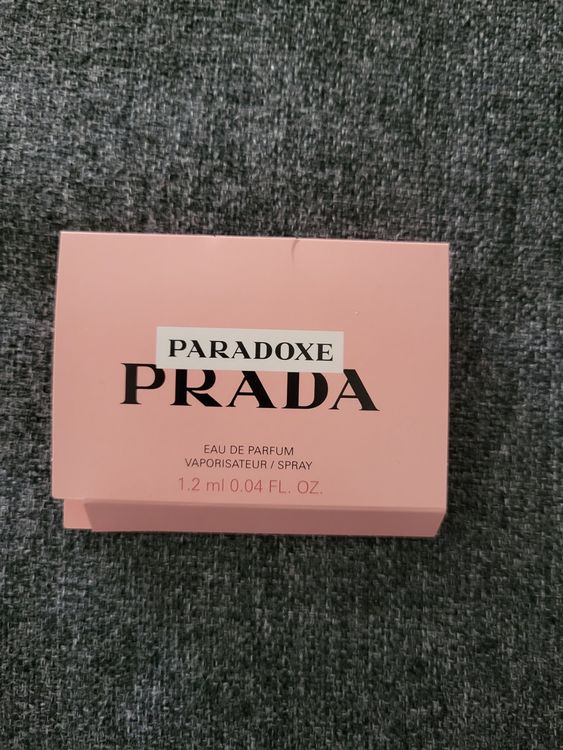 PARADOXE
PRADA
EAU DE PARFUM
VAPORISATEUR / SPRAY
1.2 ml 0.04 FL. OZ.